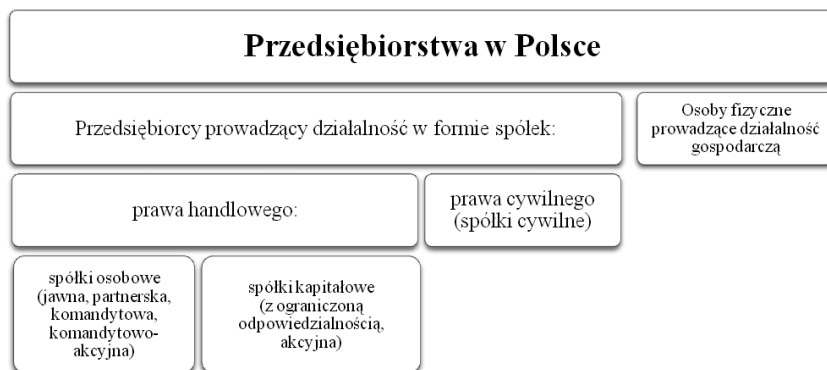 Przedsiębiorstwa w Polsce
Przedsiębiorcy prowadzący działalność w formie spółek:
Osoby fizyczne
prowadzące działalność
gospodarczą
prawa handlowego:
prawa cywilnego
(spółki cywilne)
spółki osobowe
(jawna, partnerska,
komandytowa,
komandytowo-
akcyjna)
spółki kapitałowe
(z ograniczoną
odpowiedzialnością,
akcyjna)